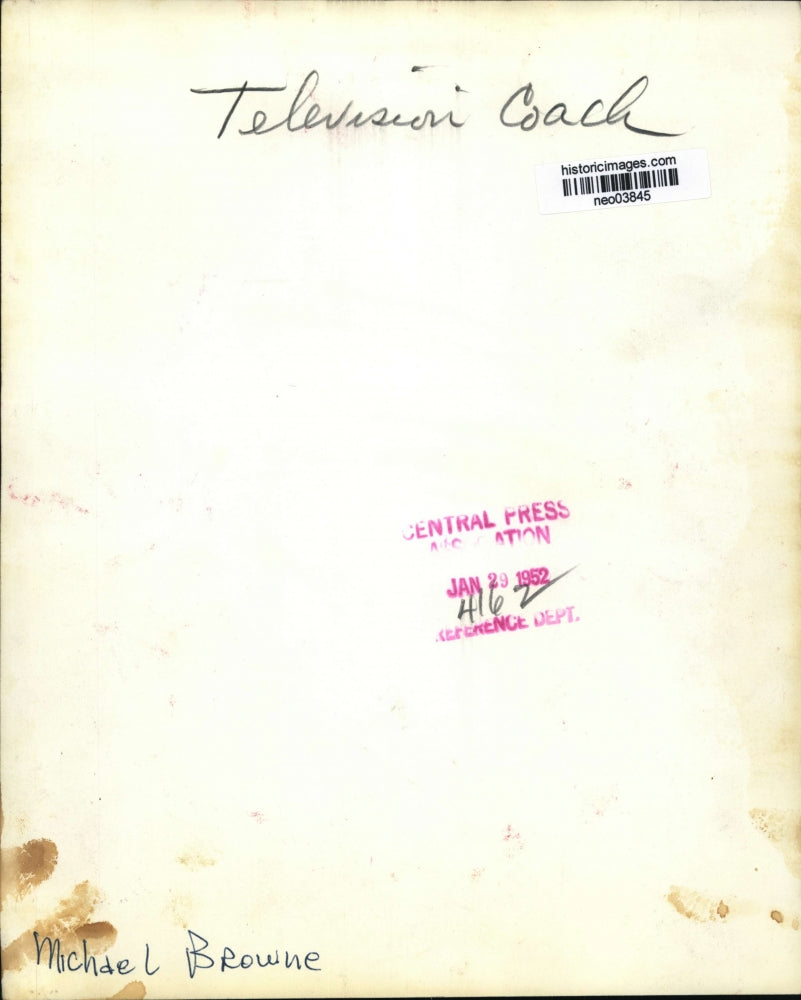 Television Coach
historicimages.com
neo03845
CENTRAL PRESS
JAN 29 1952
4162
REFERENCE DEPT.
Michael Browne